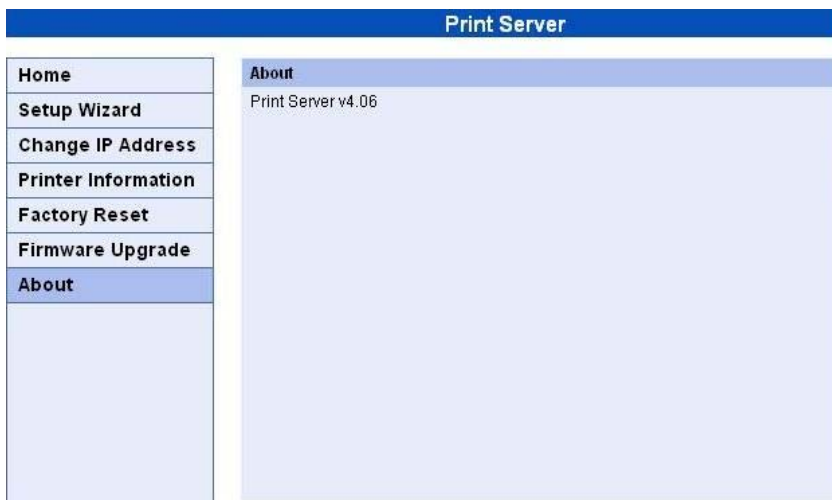 Print Server
Home
Setup Wizard
Change IP Address
Printer Information
Factory Reset
Firmware Upgrade
About
About
Print Server v4.06